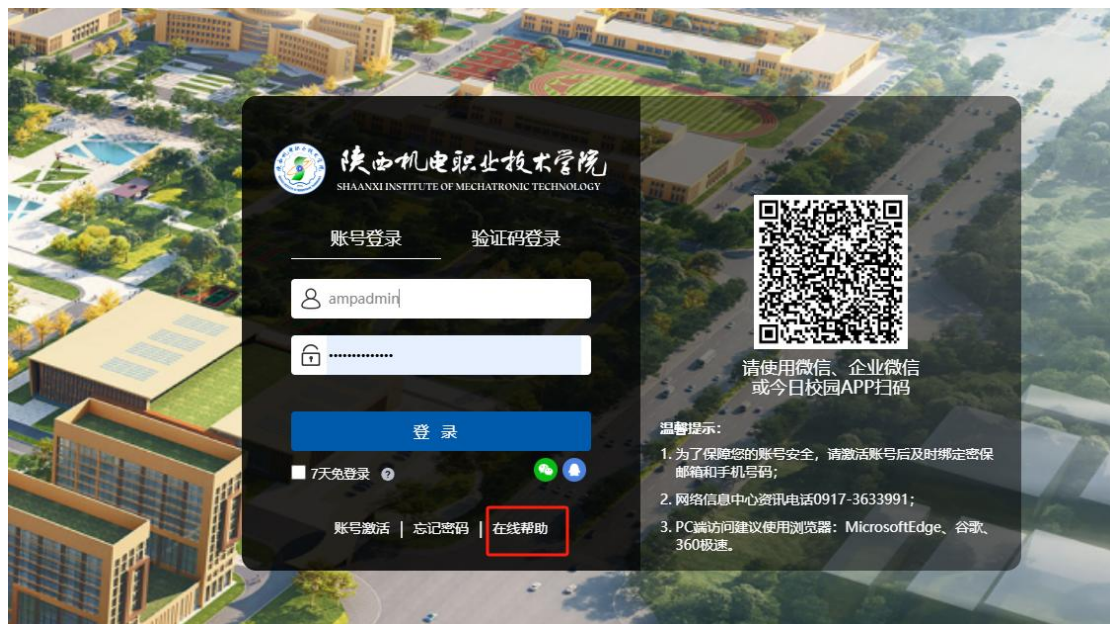 陕西机电职业技术学院
SHAANXI INSTITUTE OF MECHATRONIC TECHNOLOGY
账号登录 验证码登录
ampadmin
登 录
7天免登录
账号激活 | 忘记密码 | 在线帮助
请使用微信、企业微信
或今日校园APP扫码
温馨提示：
1. 为了保障您的账号安全，请激活账号后及时绑定密保
邮箱和手机号码；
2. 网络信息中心资讯电话0917-3633991；
3. PC端访问建议使用浏览器：MicrosoftEdge、谷歌、
360极速。